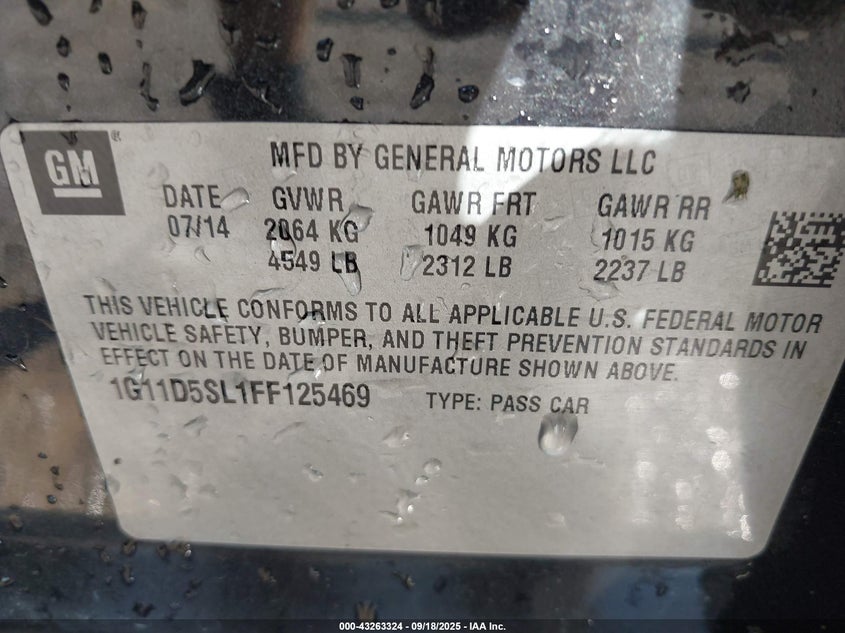 GM
MFD BY GENERAL MOTORS LLC
DATE GVWR GAWR FRT GAWR RR
07/14 2064 KG 1049 KG 1015 KG
4549 LB 2312 LB 2237 LB
THIS VEHICLE CONFORMS TO ALL APPLICABLE U.S. FEDERAL MOTOR
VEHICLE SAFETY, BUMPER, AND THEFT PREVENTION STANDARDS IN
EFFECT ON THE DATE OF MANUFACTURE SHOWN ABOVE.
1G11D5SL1FF125469 TYPE: PASS CAR
000-43263324 - 09/18/2025 - IAA Inc.